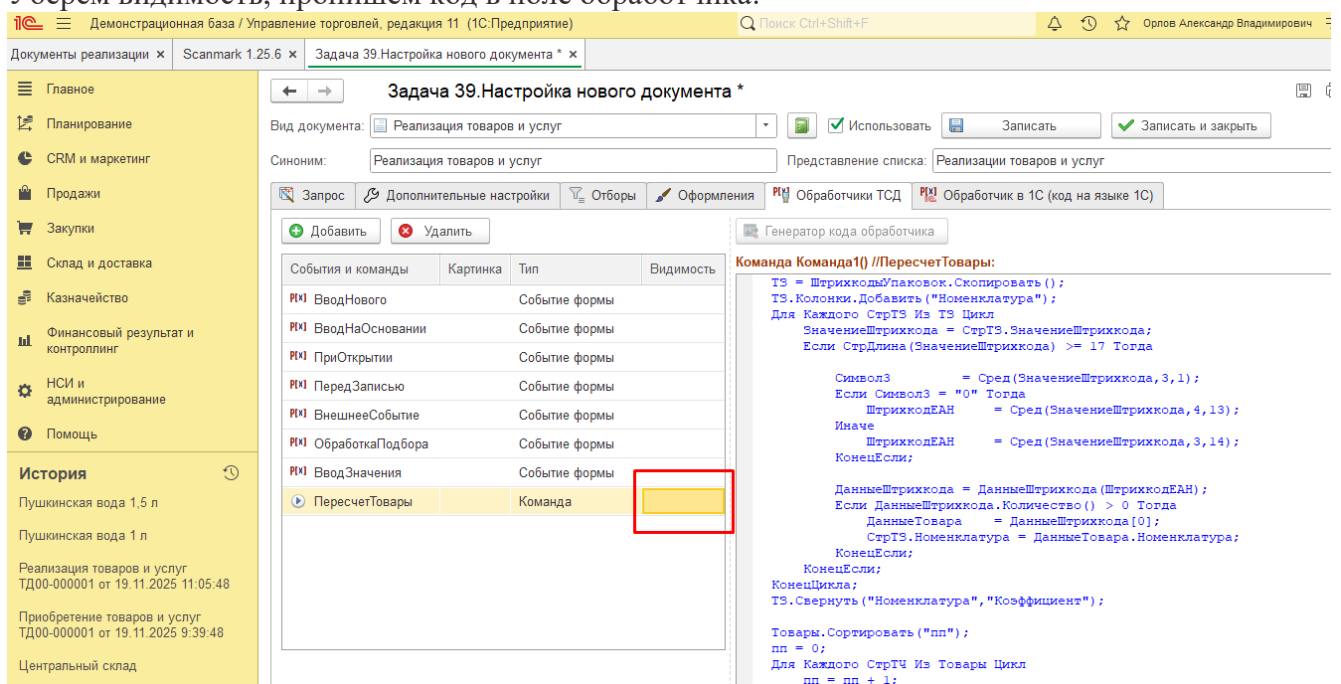 Уберем видимость, пропишем код в поле обработчика.
1С Демонстрационная база / Управление торговлей, редакция 11 (1С:Предприятие) Поиск Ctrl+Shift+F Орлов Александр Владимирович
Документы реализации × Scanmark 1.25.6 × Задача 39.Настройка нового документа * ×
Главное
Планирование
CRM и маркетинг
Продажи
Закупки
Склад и доставка
Казначейство
Финансовый результат и
контроллинг
НСИ и
администрирование
Помощь
История
Пушкинская вода 1,5 л
Пушкинская вода 1 л
Реализация товаров и услуг
ТД00-000001 от 19.11.2025 11:05:48
Приобретение товаров и услуг
ТД00-000001 от 19.11.2025 9:39:48
Центральный склад
Задача 39.Настройка нового документа *
Вид документа: Реализация товаров и услуг Использовать Записать Записать и закрыть
Синоним: Реализация товаров и услуг Представление списка: Реализации товаров и услуг
Запрос Дополнительные настройки Отборы Оформления Обработчики ТСД Обработчик в 1С (код на языке 1С)
Добавить Удалить
События и команды Картинка Тип Видимость
ВводНового Событие формы
ВводНаОсновании Событие формы
ПриОткрытии Событие формы
ПередЗаписью Событие формы
ВнешнееСобытие Событие формы
ОбработкаПодбора Событие формы
ВводЗначения Событие формы
ПересчетТовары Команда
Генератор кода обработчика
Команда Команда1() //ПересчетТовары:
ТЗ = ШтрихкодыУпаковок.Скопировать();
ТЗ.Колонки.Добавить("Номенклатура");
Для Каждого СтрТЗ Из ТЗ Цикл
ЗначениеШтрихкода = СтрТЗ.ЗначениеШтрихкода;
Если СтрДлина(ЗначениеШтрихкода) >= 17 Тогда
Символ3 = Сред(ЗначениеШтрихкода,3,1);
Если Символ3 = "0" Тогда
ШтрихкодЕАН = Сред(ЗначениеШтрихкода,4,13);
Иначе
ШтрихкодЕАН = Сред(ЗначениеШтрихкода,3,14);
КонецЕсли;
ДанныеШтрихкода = ДанныеШтрихкода(ШтрихкодЕАН);
Если ДанныеШтрихкода.Количество() > 0 Тогда
ДанныеТовара = ДанныеШтрихкода[0];
СтрТЗ.Номенклатура = ДанныеТовара.Номенклатура;
КонецЕсли;
КонецЕсли;
КонецЦикла;
ТЗ.Свернуть("Номенклатура","Коэффициент");
Товары.Сортировать("пп");
пп = 0;
Для Каждого СтрТЧ Из Товары Цикл
пп = пп + 1;